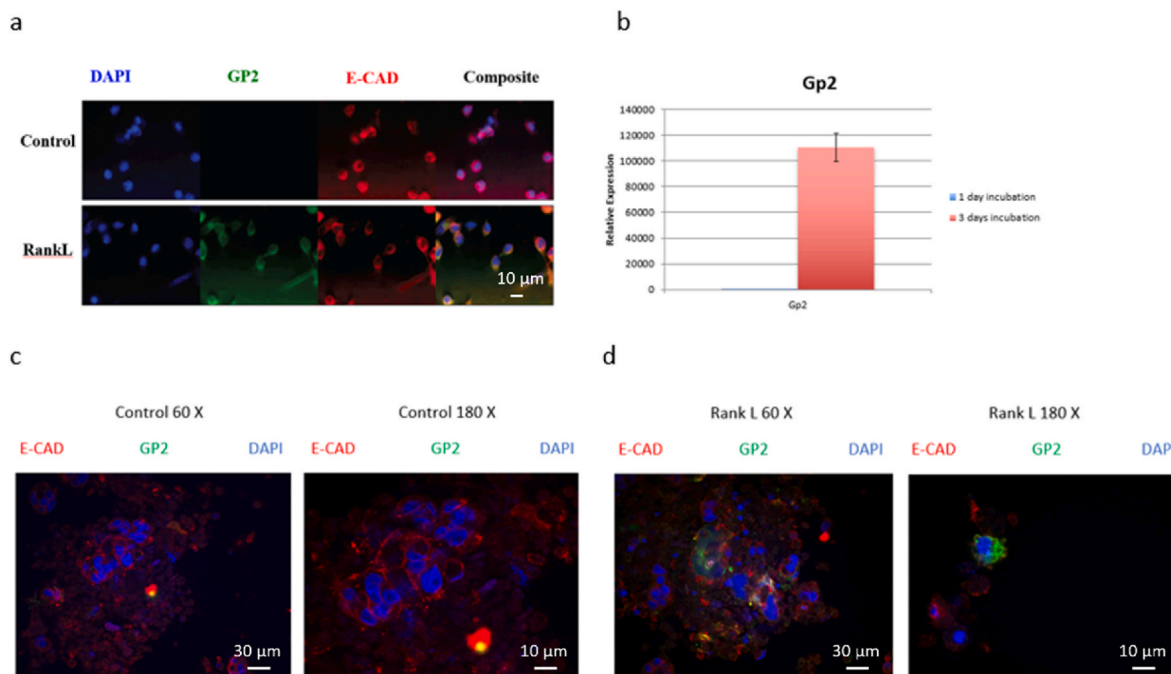 a
DAPI GP2 E-CAD Composite
Control
RankL
10 µm
b
Gp2
140000
120000
100000
80000
60000
40000
20000
0
Relative Expression
Gp2
1 day incubation
3 days incubation
c
Control 60 X Control 180 X
E-CAD GP2 DAPI E-CAD GP2 DAPI
30 µm 10 µm
d
Rank L 60 X Rank L 180 X
E-CAD GP2 DAPI E-CAD GP2 DAPI
30 µm 10 µm